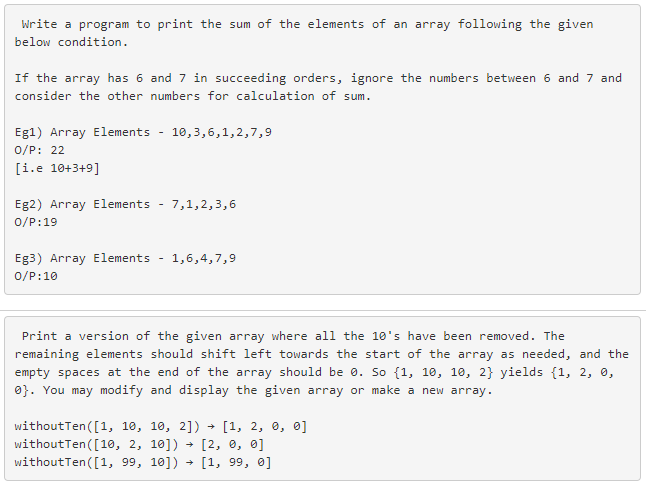 Write a program to print the sum of the elements of an array following the given
below condition.
If the array has 6 and 7 in succeeding orders, ignore the numbers between 6 and 7 and
consider the other numbers for calculation of sum.
Eg1) Array Elements - 10,3,6,1,2,7,9
O/P: 22
[i.e 10+3+9]
Eg2) Array Elements - 7,1,2,3,6
O/P:19
Eg3) Array Elements - 1,6,4,7,9
O/P:10
Print a version of the given array where all the 10's have been removed. The
remaining elements should shift left towards the start of the array as needed, and the
empty spaces at the end of the array should be 0. So {1, 10, 10, 2} yields {1, 2, 0,
0}. You may modify and display the given array or make a new array.
withoutTen([1, 10, 10, 2]) → [1, 2, 0, 0]
withoutTen([10, 2, 10]) → [2, 0, 0]
withoutTen([1, 99, 10]) → [1, 99, 0]